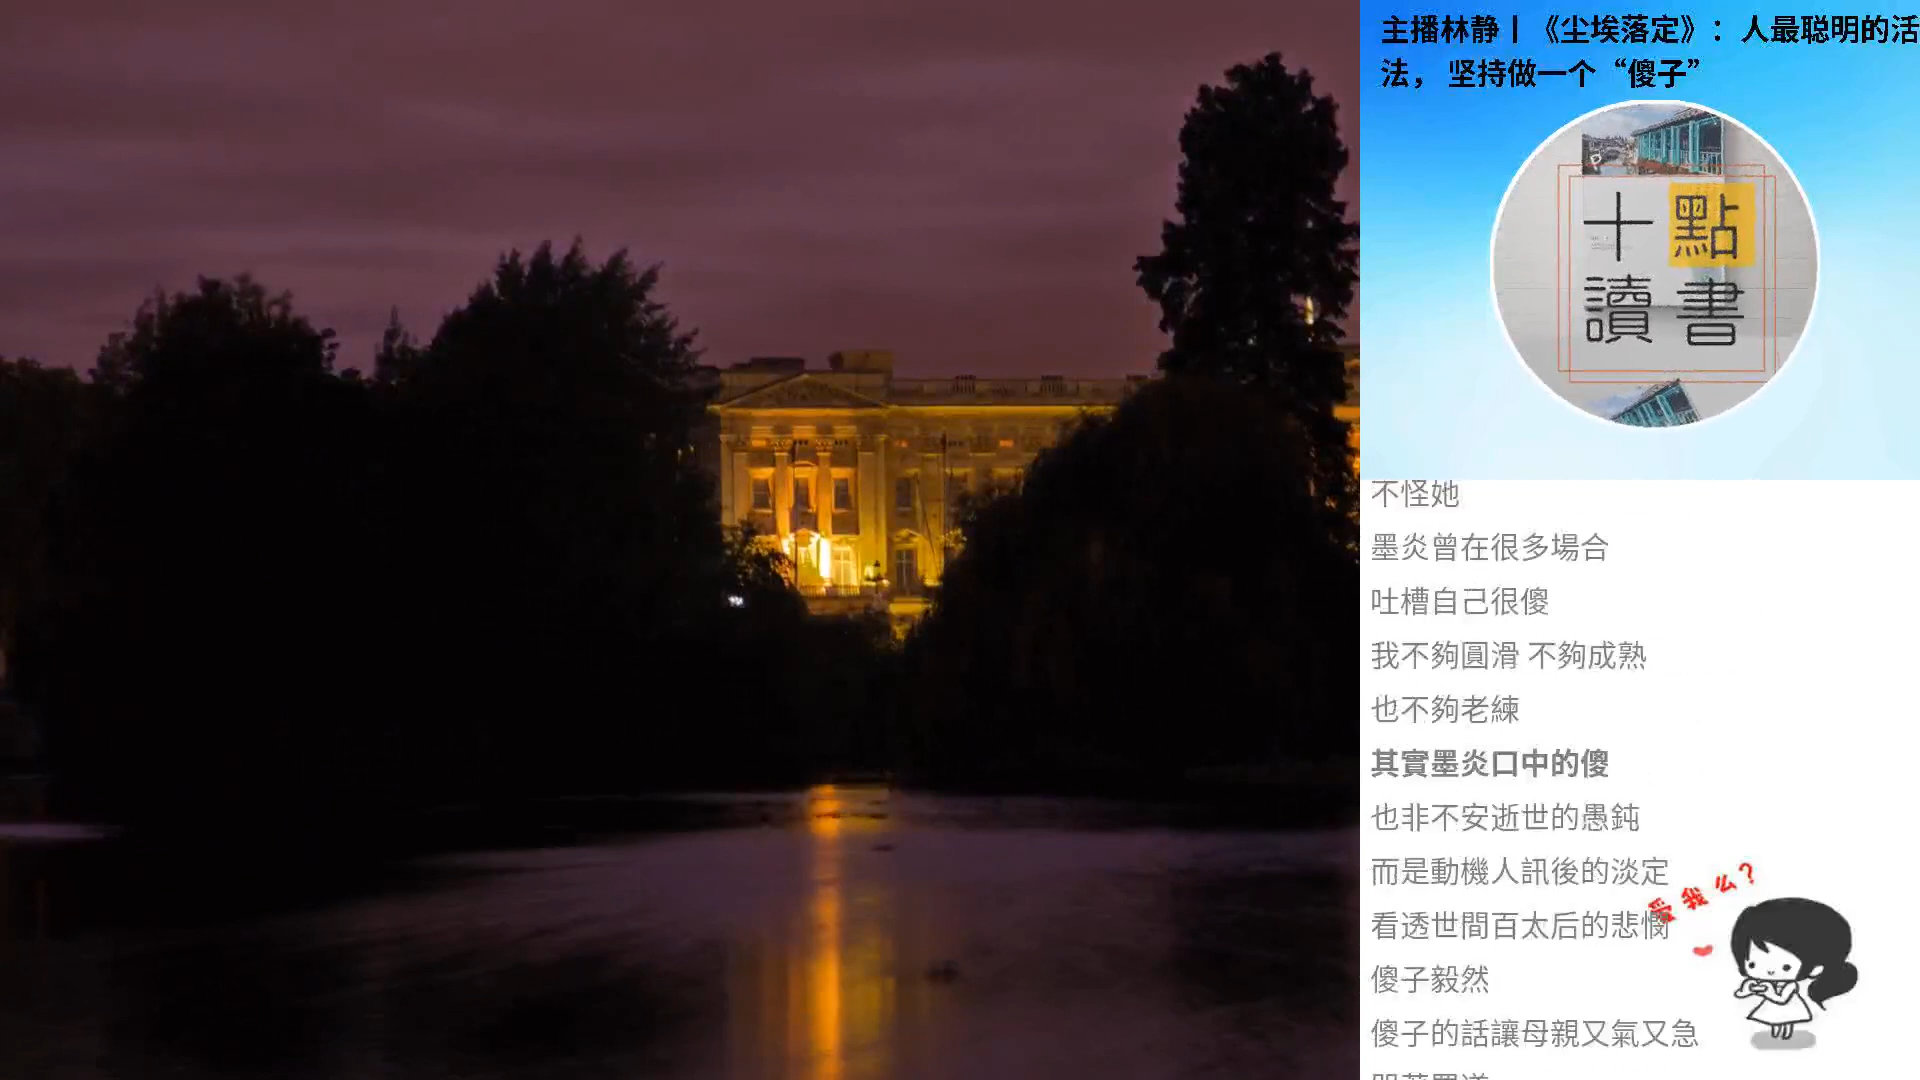 主播林静丨《尘埃落定》：人最聪明的活
法， 坚持做一个“傻子”
十點
讀書
不怪她
墨炎曾在很多場合
吐槽自己很傻
我不夠圓滑 不夠成熟
也不夠老練
其實墨炎口中的傻
也非不安逝世的愚鈍
而是動機人訊後的淡定
愛我么？
看透世間百太后的悲憫
傻子毅然
傻子的話讓母親又氣又急